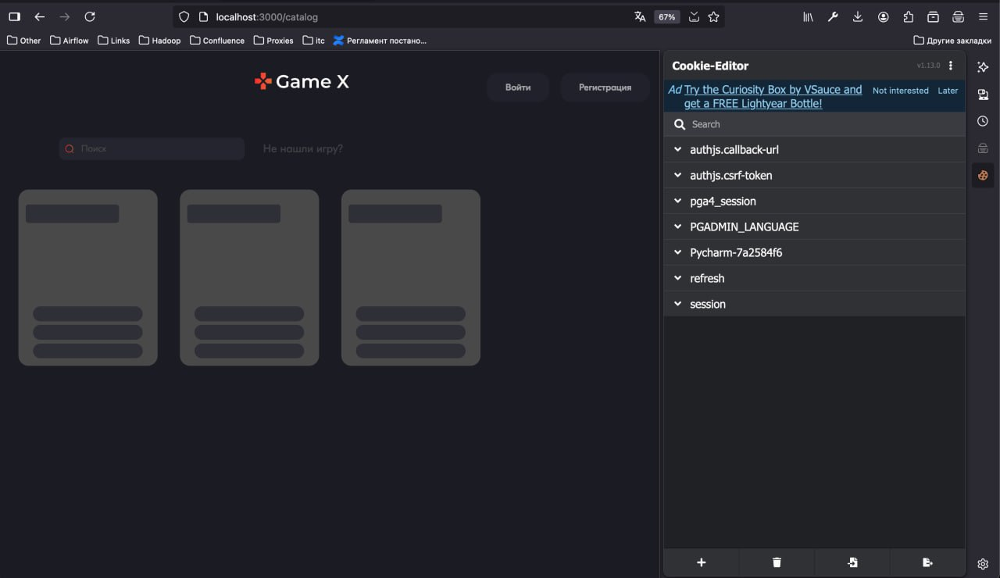 localhost:3000/catalog
67%
Other
Airflow
Links
Hadoop
Confluence
Proxies
itc
Регламент постано...
Другие закладки
Game X
Войти
Регистрация
Поиск
Не нашли игру?
Cookie-Editor
v1.13.0
Ad Try the Curiosity Box by VSauce and
get a FREE Lightyear Bottle!
Not interested
Later
Search
authjs.callback-url
authjs.csrf-token
pga4_session
PGADMIN_LANGUAGE
Pycharm-7a2584f6
refresh
session